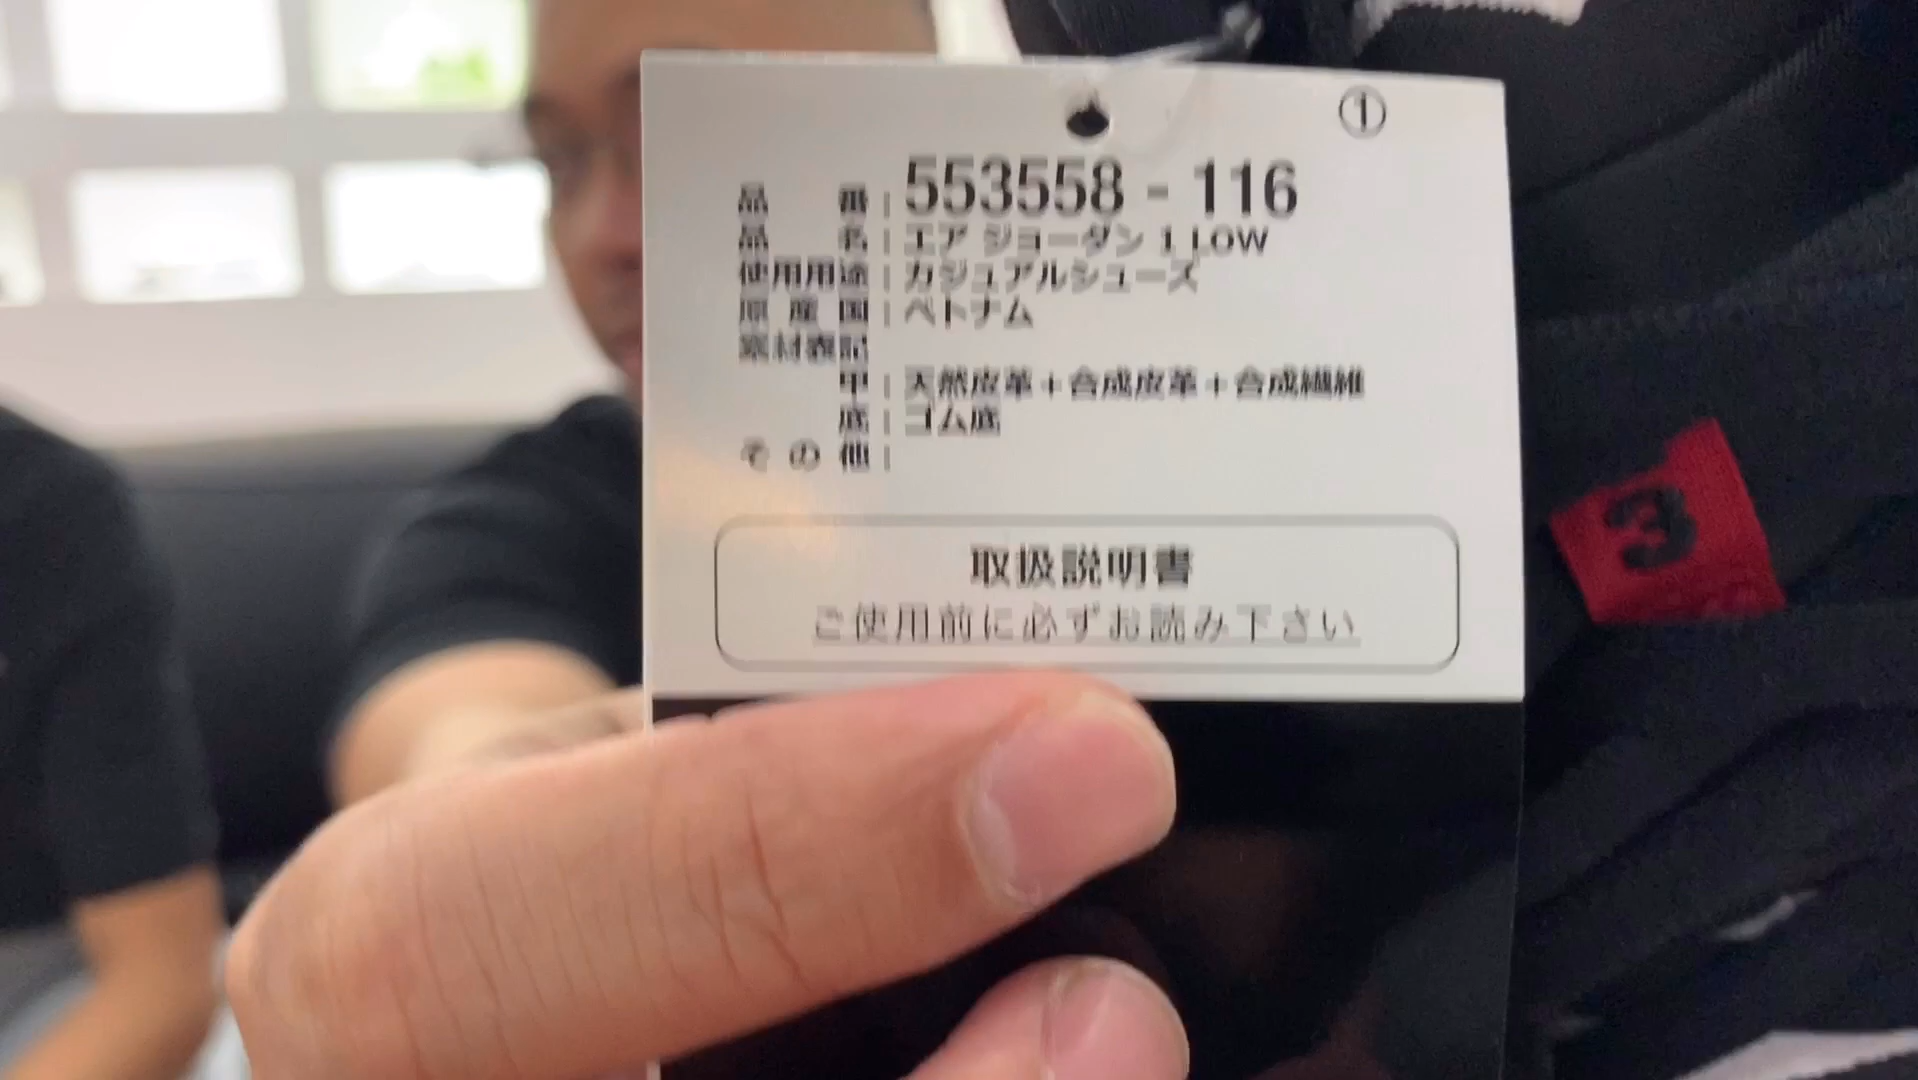 ①
品番：553558-116
品名：エア ジョーダン 1 LOW
使用用途：カジュアルシューズ
原産国：ベトナム
素材表記
甲：天然皮革+合成皮革+合成繊維
底：ゴム底
その他：
取扱説明書
ご使用前に必ずお読み下さい
3